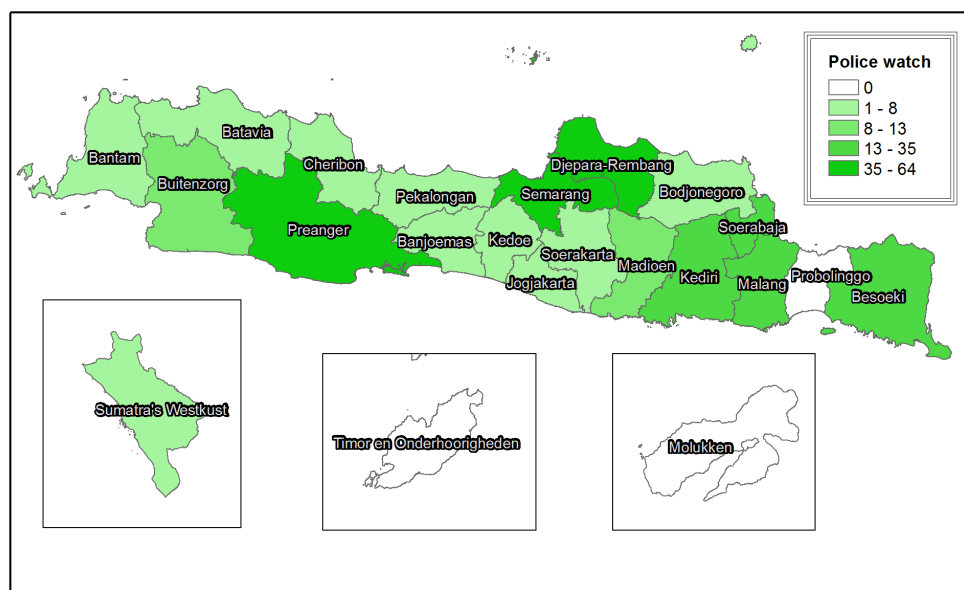 Police watch
0
1 - 8
8 - 13
13 - 35
35 - 64
Batavia
Bantam
Cheribon
Djepara-Rembang
Buitenzorg
Pekalongan
Semarang
Bodjonegoro
Preanger
Banjoemas
Kedoe
Soerabaja
Soerakarta
Madioen
Kediri
Jogjakarta
Malang
Probolinggo
Besoeki
Sumatra's Westkust
Timor en Onderhoorigheden
Molukken